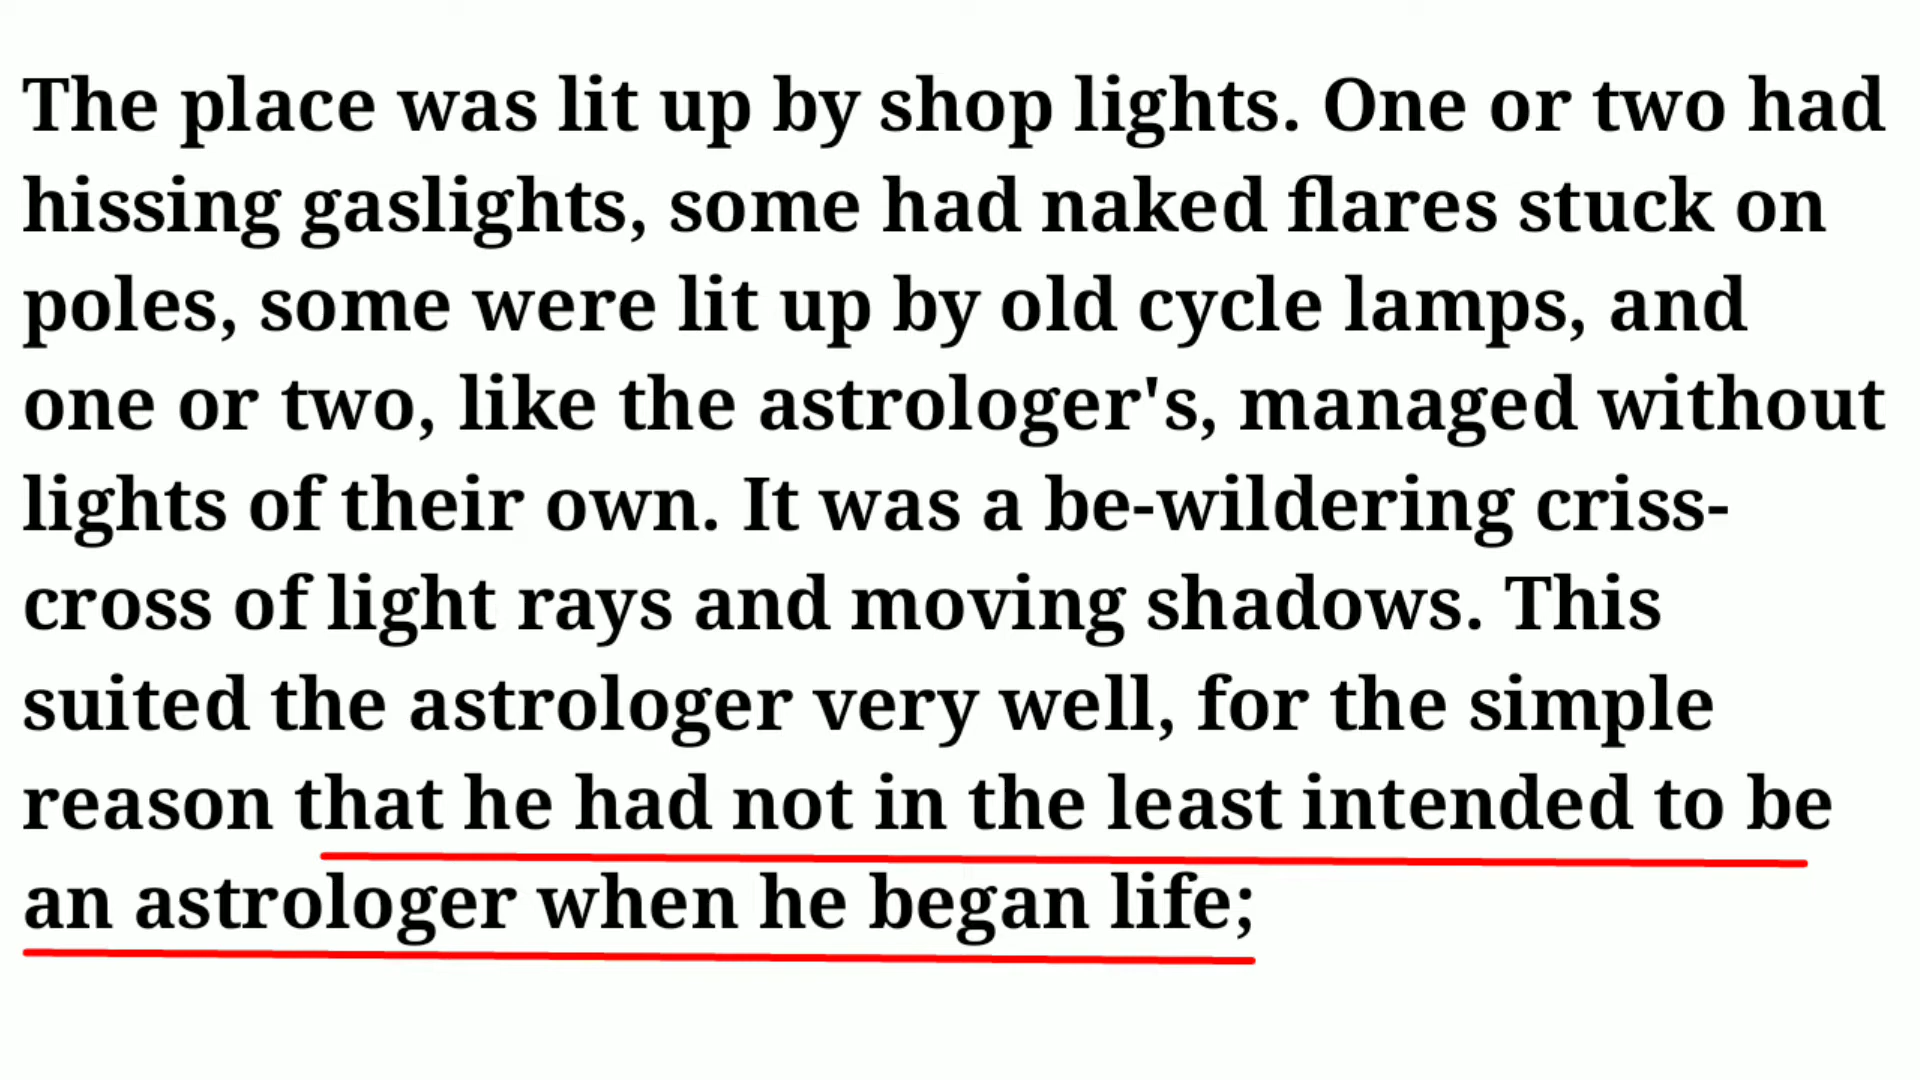 The place was lit up by shop lights. One or two had
hissing gaslights, some had naked flares stuck on
poles, some were lit up by old cycle lamps, and
one or two, like the astrologer's, managed without
lights of their own. It was a be-wildering criss-
cross of light rays and moving shadows. This
suited the astrologer very well, for the simple
reason that he had not in the least intended to be
an astrologer when he began life;